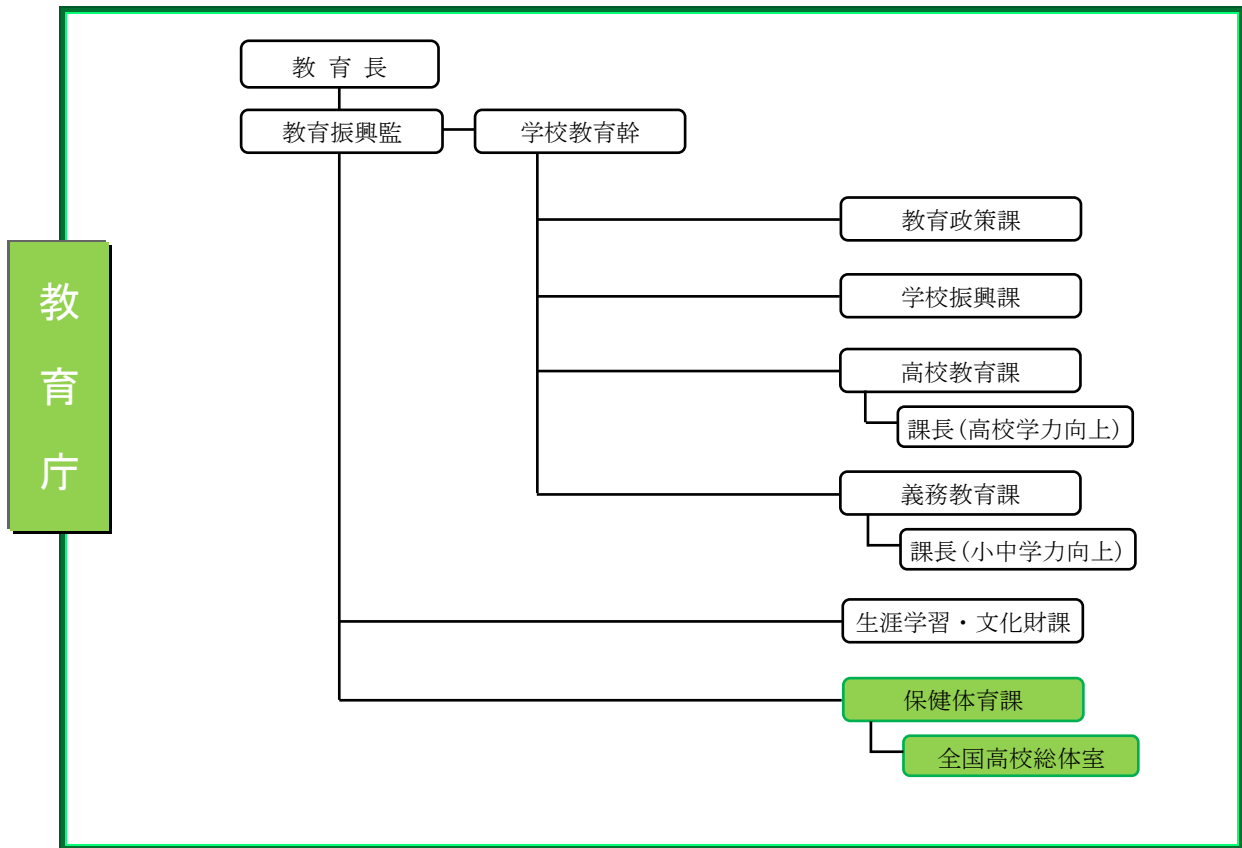 教育庁
教 育 長
教育振興監
学校教育幹
教育政策課
学校振興課
高校教育課
課長(高校学力向上)
義務教育課
課長(小中学力向上)
生涯学習・文化財課
保健体育課
全国高校総体室